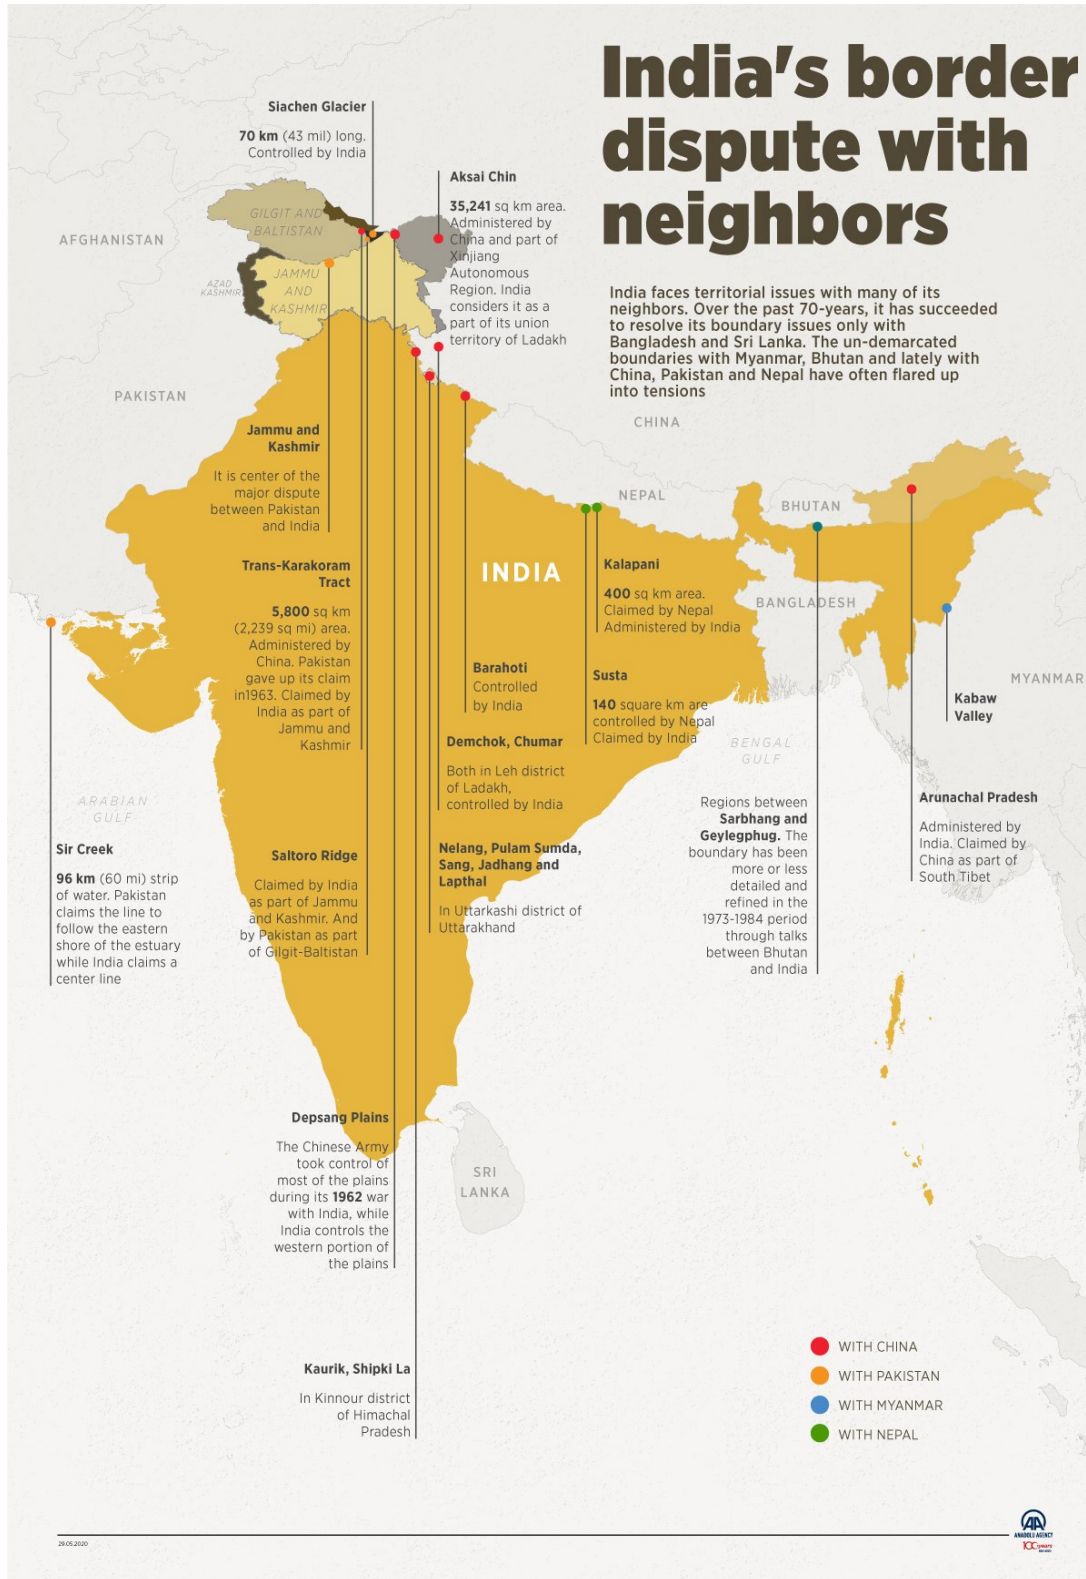 India's border
dispute with
neighbors
India faces territorial issues with many of its
neighbors. Over the past 70-years, it has succeeded
to resolve its boundary issues only with
Bangladesh and Sri Lanka. The un-demarcated
boundaries with Myanmar, Bhutan and lately with
China, Pakistan and Nepal have often flared up
into tensions
Siachen Glacier
70 km (43 mil) long.
Controlled by India
Aksai Chin
35,241 sq km area.
Administered by
China and part of
Xinjiang
Autonomous
Region. India
considers it as a
part of its union
territory of Ladakh
GILGIT AND
BALTISTAN
AFGHANISTAN
AZAD
KASHMIR
JAMMU
AND
KASHMIR
PAKISTAN
CHINA
NEPAL
BHUTAN
INDIA
BANGLADESH
MYANMAR
BENGAL
GULF
ARABIAN
GULF
SRI
LANKA
Jammu and
Kashmir
It is center of the
major dispute
between Pakistan
and India
Trans-Karakoram
Tract
5,800 sq km
(2,239 sq mi) area.
Administered by
China. Pakistan
gave up its claim
in1963. Claimed by
India as part of
Jammu and
Kashmir
Kalapani
400 sq km area.
Claimed by Nepal
Administered by India
Barahoti
Controlled
by India
Susta
140 square km are
controlled by Nepal
Claimed by India
Demchok, Chumar
Both in Leh district
of Ladakh,
controlled by India
Kabaw
Valley
Arunachal Pradesh
Administered by
India. Claimed by
China as part of
South Tibet
Regions between
Sarbhang and
Geylegphug. The
boundary has been
more or less
detailed and
refined in the
1973-1984 period
through talks
between Bhutan
and India
Sir Creek
96 km (60 mi) strip
of water. Pakistan
claims the line to
follow the eastern
shore of the estuary
while India claims a
center line
Saltoro Ridge
Claimed by India
as part of Jammu
and Kashmir. And
by Pakistan as part
of Gilgit-Baltistan
Nelang, Pulam Sumda,
Sang, Jadhang and
Lapthal
In Uttarkashi district of
Uttarakhand
Depsang Plains
The Chinese Army
took control of
most of the plains
during its 1962 war
with India, while
India controls the
western portion of
the plains
Kaurik, Shipki La
In Kinnour district
of Himachal
Pradesh
WITH CHINA
WITH PAKISTAN
WITH MYANMAR
WITH NEPAL
29.05.2020
AA
ANADOLU AGENCY
100 years